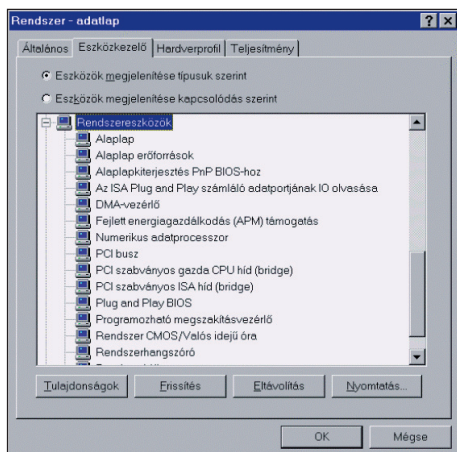 Rendszer - adatlap
Általános Eszközkezelő Hardverprofil Teljesítmény
Eszközök megjelenítése típusuk szerint
Eszközök megjelenítése kapcsolódás szerint
Rendszereszközök
Alaplap
Alaplap erőforrások
Alaplapkiterjesztés PnP BIOS-hoz
Az ISA Plug and Play számláló adatportjának IO olvasása
DMA-vezérlő
Fejlett energiagazdálkodás (APM) támogatás
Numerikus adatprocesszor
PCI busz
PCI szabványos gazda CPU híd (bridge)
PCI szabványos ISA híd (bridge)
Plug and Play BIOS
Programozható megszakításvezérlő
Rendszer CMOS/Valós idejű óra
Rendszerhangszóró
Tulajdonságok Frissítés Eltávolítás Nyomtatás...
OK Mégse